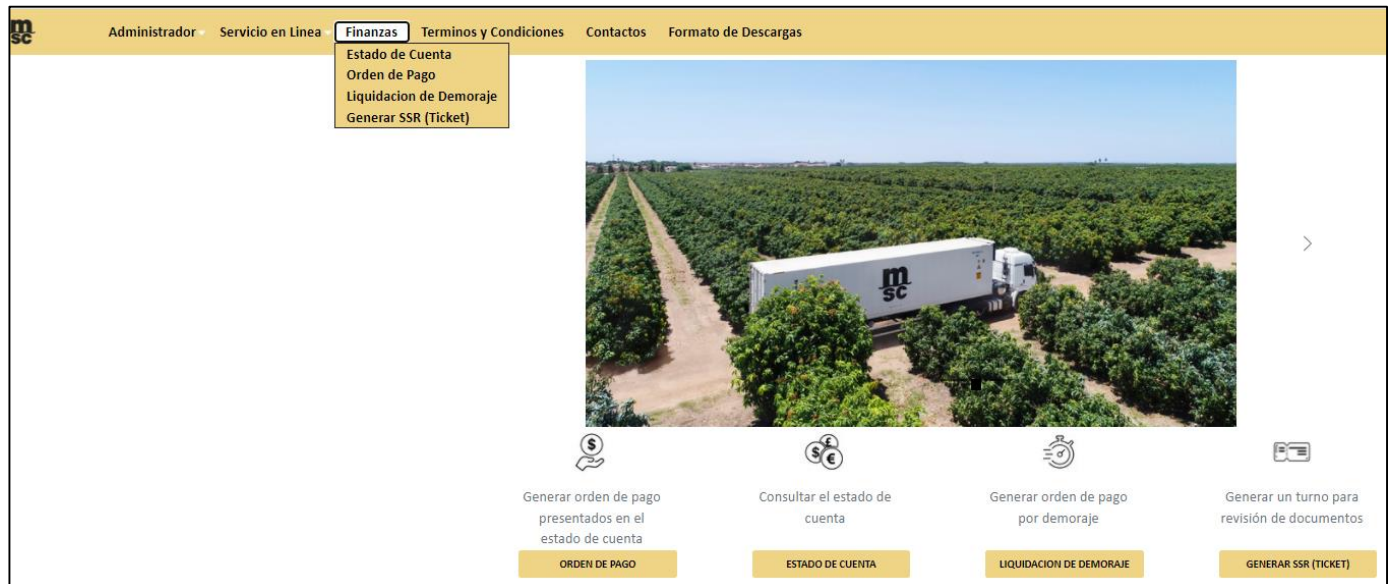 msc
Administrador Servicio en Linea Finanzas Terminos y Condiciones Contactos Formato de Descargas
Estado de Cuenta
Orden de Pago
Liquidacion de Demoraje
Generar SSR (Ticket)
msc
Generar orden de pago
presentados en el
estado de cuenta
ORDEN DE PAGO
Consultar el estado de
cuenta
ESTADO DE CUENTA
Generar orden de pago
por demoraje
LIQUIDACION DE DEMORAJE
Generar un turno para
revisión de documentos
GENERAR SSR (TICKET)